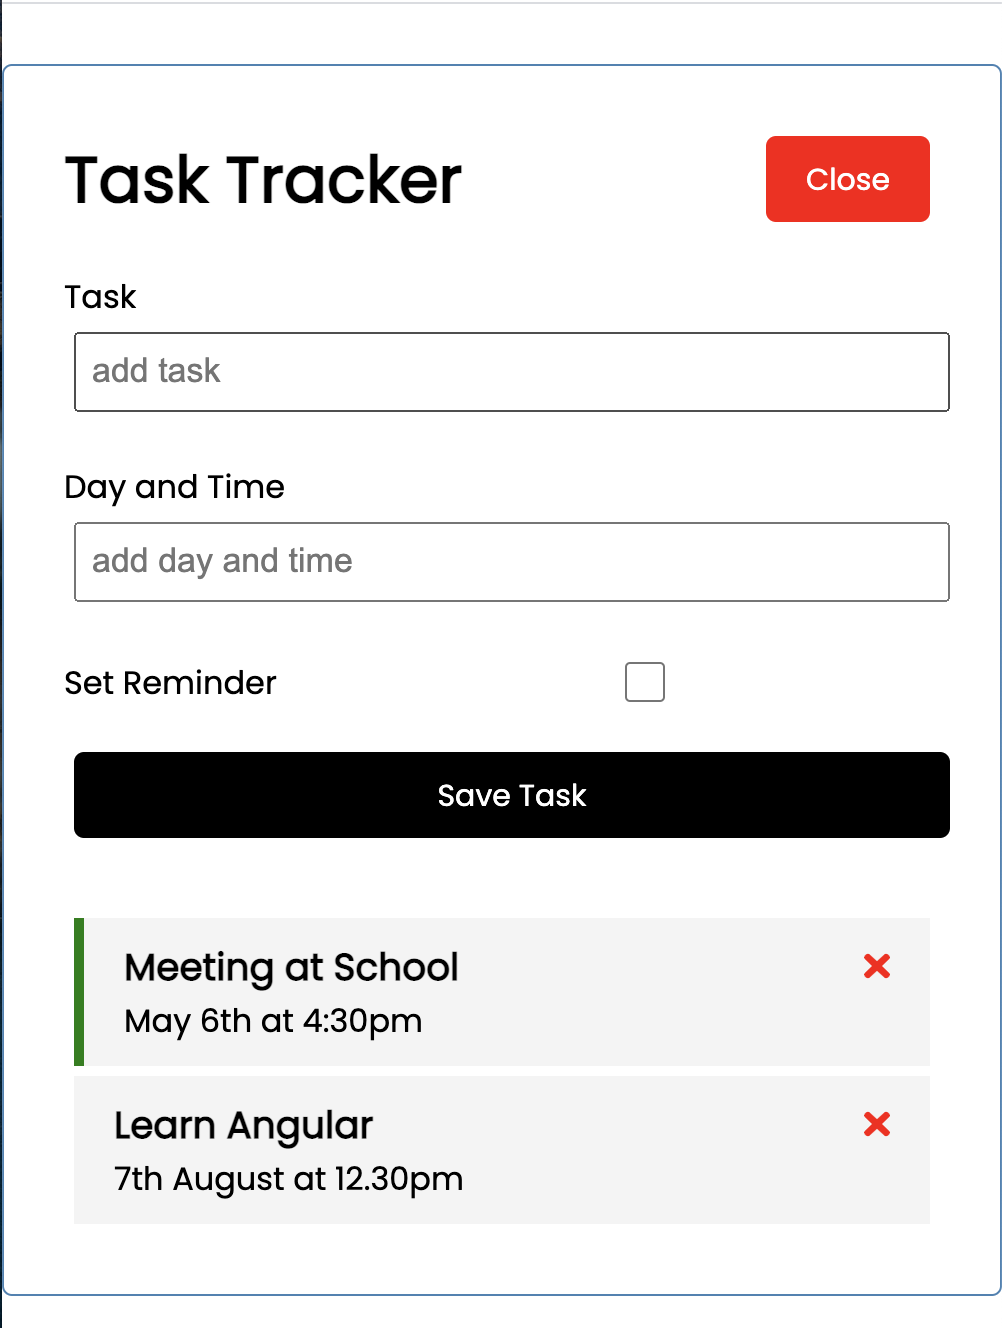 Task Tracker
Close
Task
add task
Day and Time
add day and time
Set Reminder
Save Task
Meeting at School
May 6th at 4:30pm
Learn Angular
7th August at 12.30pm